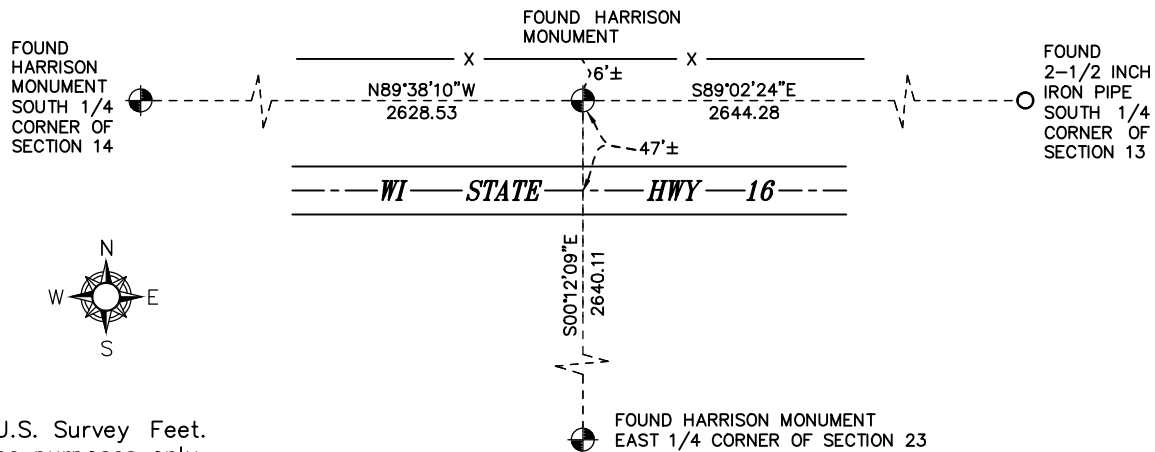 FOUND HARRISON
MONUMENT
FOUND
HARRISON
MONUMENT
SOUTH 1/4
CORNER OF
SECTION 14
X
X
6'±
N89°38'10"W
2628.53
S89°02'24"E
2644.28
FOUND
2-1/2 INCH
IRON PIPE
SOUTH 1/4
CORNER OF
SECTION 13
47'±
WI STATE HWY 16
S00°12'09"E
2640.11
N
W E
S
FOUND HARRISON MONUMENT
EAST 1/4 CORNER OF SECTION 23
U.S. Survey Feet.
purposes only